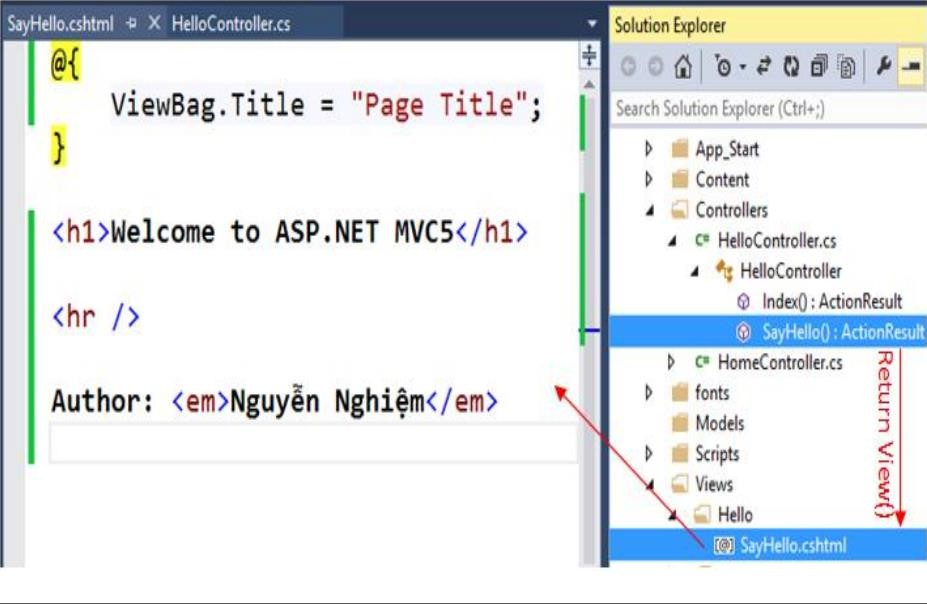 SayHello.cshtml HelloController.cs
@{
ViewBag.Title = "Page Title";
}
<h1>Welcome to ASP.NET MVC5</h1>
<hr />
Author: <em>Nguyễn Nghiệm</em>
Solution Explorer
Search Solution Explorer (Ctrl+;)
App_Start
Content
Controllers
C# HelloController.cs
HelloController
Index() : ActionResult
SayHello() : ActionResult
C# HomeController.cs
fonts
Models
Scripts
Views
Hello
[@] SayHello.cshtml
Return View()